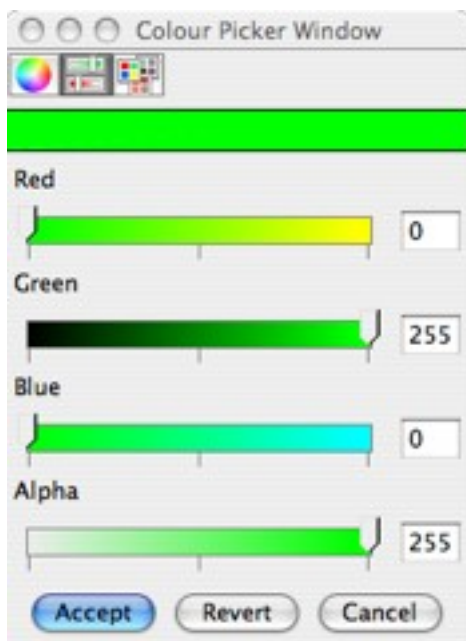 Colour Picker Window
Red
0
Green
255
Blue
0
Alpha
255
Accept Revert Cancel